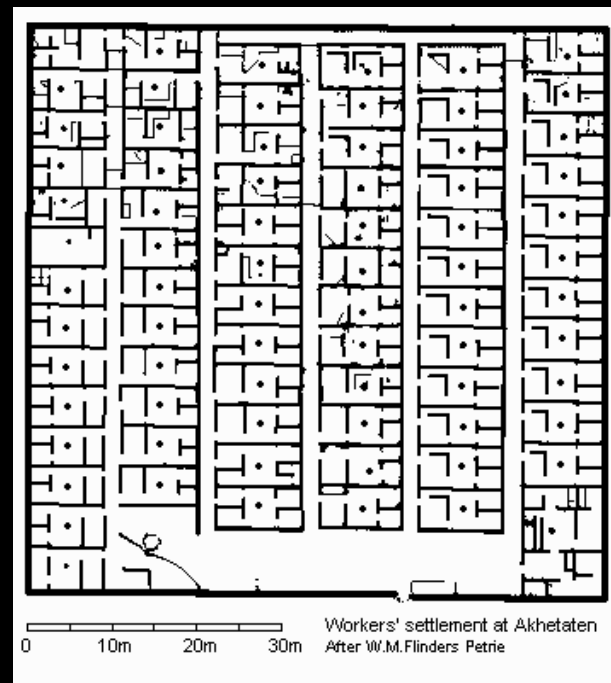 Workers' settlement at Akhetaten
0 10m 20m 30m After W.M.Flinders Petrie